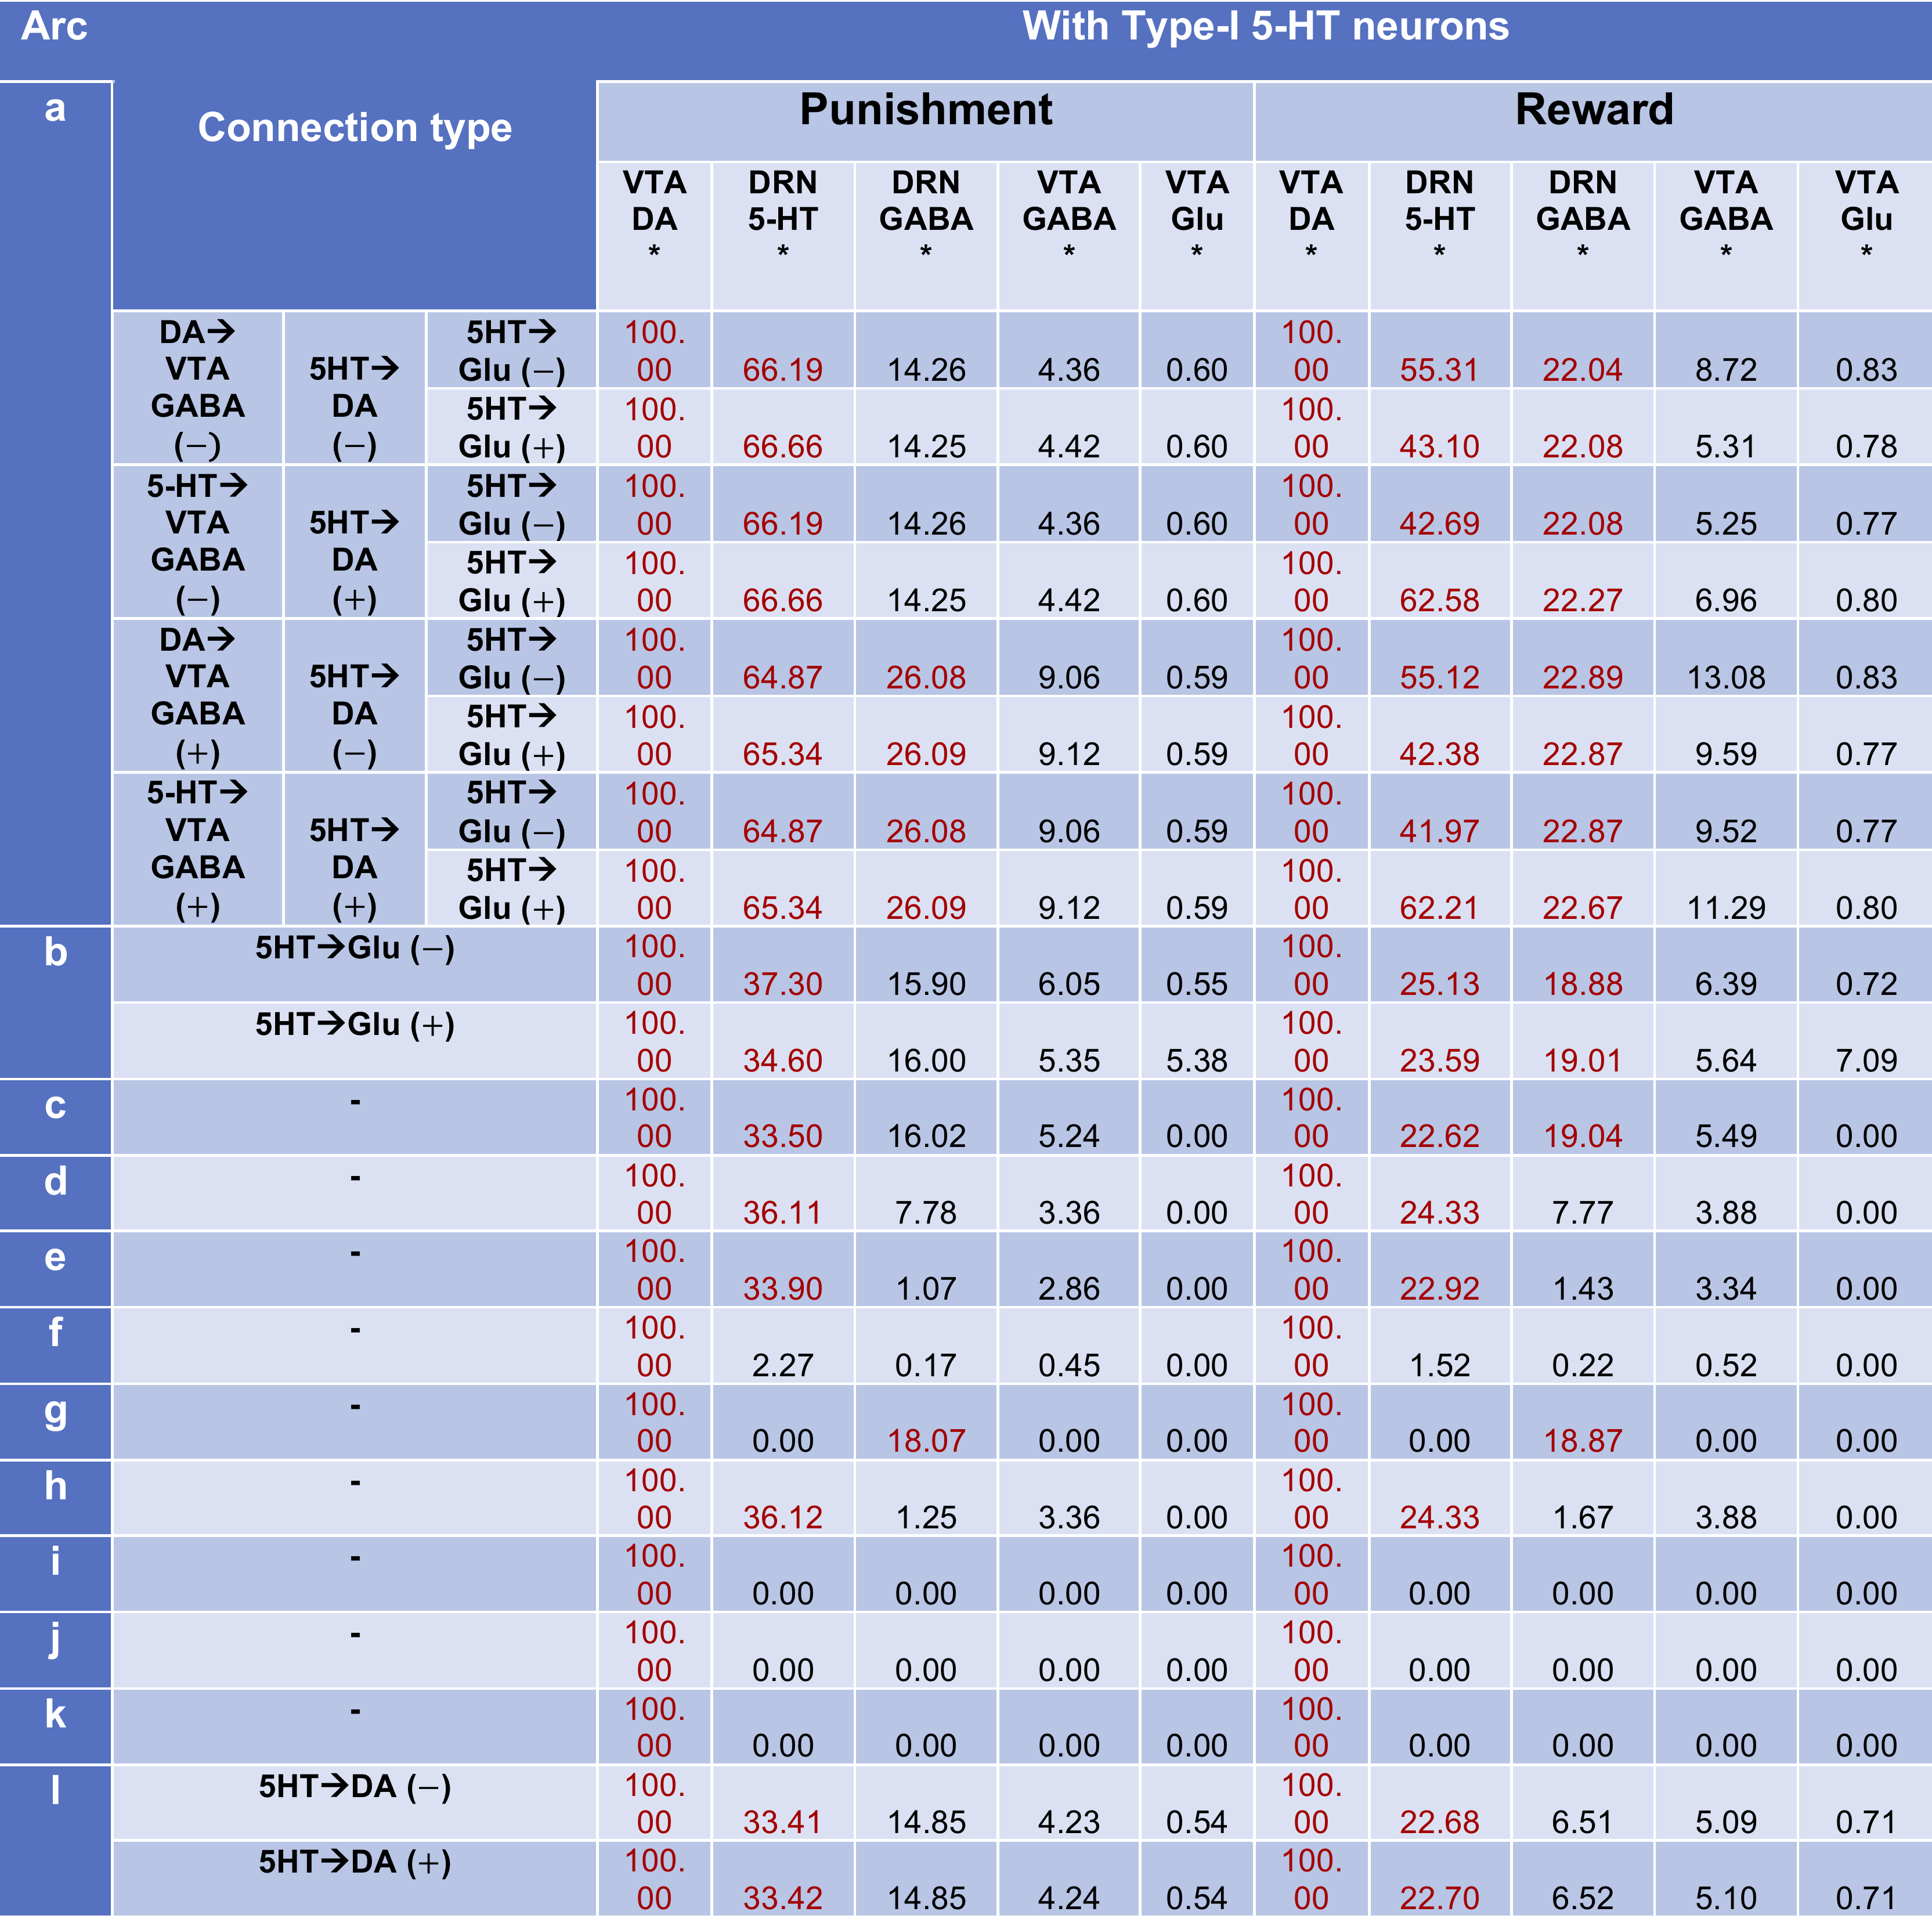 Arc With Type-I 5-HT neurons
a Connection type Punishment Reward
VTA DRN DRN VTA VTA VTA DRN DRN VTA VTA
DA 5-HT GABA GABA Glu DA 5-HT GABA GABA Glu
* * * * * * * * * *
DA→ 5HT→ 100. 100.
VTA 5HT→ Glu (−) 00 66.19 14.26 4.36 0.60 00 55.31 22.04 8.72 0.83
GABA DA 5HT→ 100. 100.
(−) (−) Glu (+) 00 66.66 14.25 4.42 0.60 00 43.10 22.08 5.31 0.78
5-HT→ 5HT→ 100. 100.
VTA 5HT→ Glu (−) 00 66.19 14.26 4.36 0.60 00 42.69 22.08 5.25 0.77
GABA DA 5HT→ 100. 100.
(−) (+) Glu (+) 00 66.66 14.25 4.42 0.60 00 62.58 22.27 6.96 0.80
DA→ 5HT→ 100. 100.
VTA 5HT→ Glu (−) 00 64.87 26.08 9.06 0.59 00 55.12 22.89 13.08 0.83
GABA DA 5HT→ 100. 100.
(+) (−) Glu (+) 00 65.34 26.09 9.12 0.59 00 42.38 22.87 9.59 0.77
5-HT→ 5HT→ 100. 100.
VTA 5HT→ Glu (−) 00 64.87 26.08 9.06 0.59 00 41.97 22.87 9.52 0.77
GABA DA 5HT→ 100. 100.
(+) (+) Glu (+) 00 65.34 26.09 9.12 0.59 00 62.21 22.67 11.29 0.80
b 5HT→Glu (−) 100. 100.
00 37.30 15.90 6.05 0.55 00 25.13 18.88 6.39 0.72
5HT→Glu (+) 100. 100.
00 34.60 16.00 5.35 5.38 00 23.59 19.01 5.64 7.09
c - 100. 100.
00 33.50 16.02 5.24 0.00 00 22.62 19.04 5.49 0.00
d - 100. 100.
00 36.11 7.78 3.36 0.00 00 24.33 7.77 3.88 0.00
e - 100. 100.
00 33.90 1.07 2.86 0.00 00 22.92 1.43 3.34 0.00
f - 100. 100.
00 2.27 0.17 0.45 0.00 00 1.52 0.22 0.52 0.00
g - 100. 100.
00 0.00 18.07 0.00 0.00 00 0.00 18.87 0.00 0.00
h - 100. 100.
00 36.12 1.25 3.36 0.00 00 24.33 1.67 3.88 0.00
i - 100. 100.
00 0.00 0.00 0.00 0.00 00 0.00 0.00 0.00 0.00
j - 100. 100.
00 0.00 0.00 0.00 0.00 00 0.00 0.00 0.00 0.00
k - 100. 100.
00 0.00 0.00 0.00 0.00 00 0.00 0.00 0.00 0.00
l 5HT→DA (−) 100. 100.
00 33.41 14.85 4.23 0.54 00 22.68 6.51 5.09 0.71
5HT→DA (+) 100. 100.
00 33.42 14.85 4.24 0.54 00 22.70 6.52 5.10 0.71